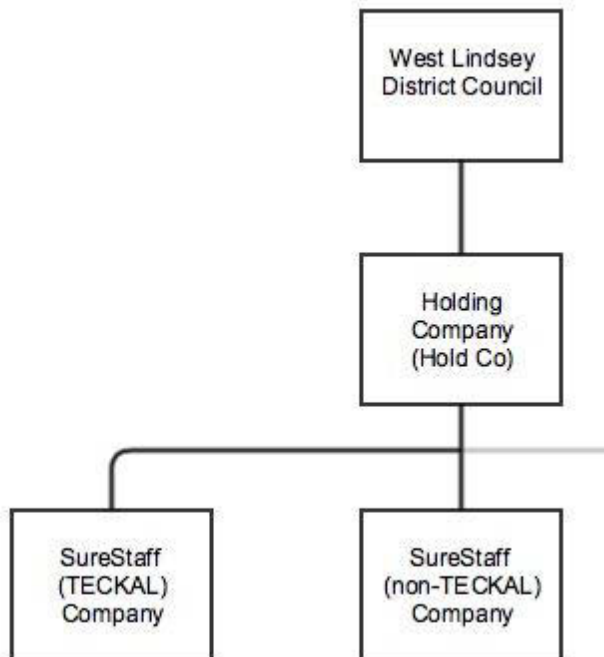 West Lindsey
District Council
Holding
Company
(Hold Co)
SureStaff
(TECKAL)
Company
SureStaff
(non-TECKAL)
Company